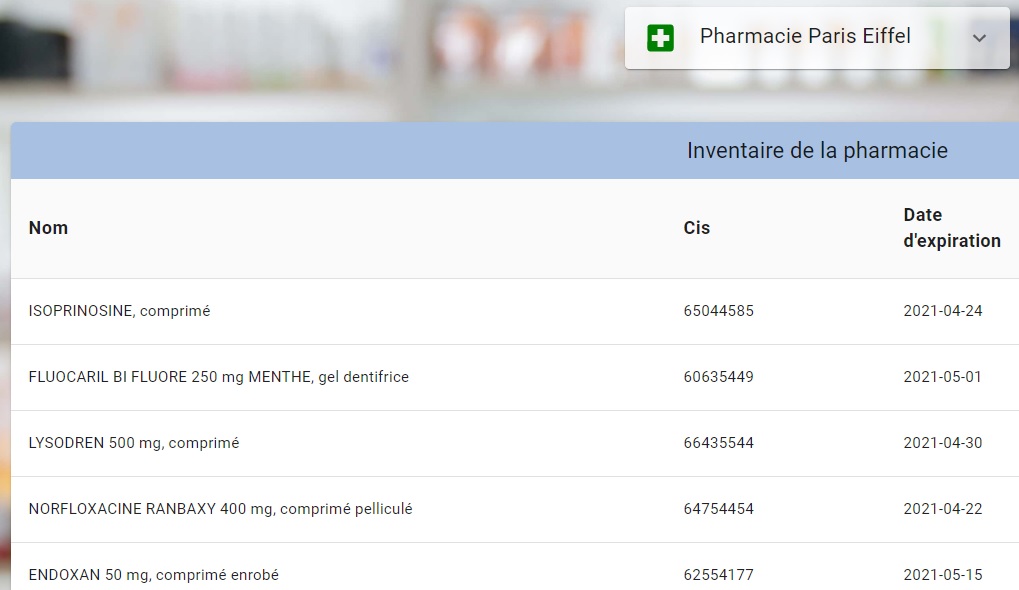 Pharmacie Paris Eiffel
Inventaire de la pharmacie
Nom Cis Date d'expiration
ISOPRINOSINE, comprimé 65044585 2021-04-24
FLUOCARIL BI FLUORE 250 mg MENTHE, gel dentifrice 60635449 2021-05-01
LYSODREN 500 mg, comprimé 66435544 2021-04-30
NORFLOXACINE RANBAXY 400 mg, comprimé pelliculé 64754454 2021-04-22
ENDOXAN 50 mg, comprimé enrobé 62554177 2021-05-15